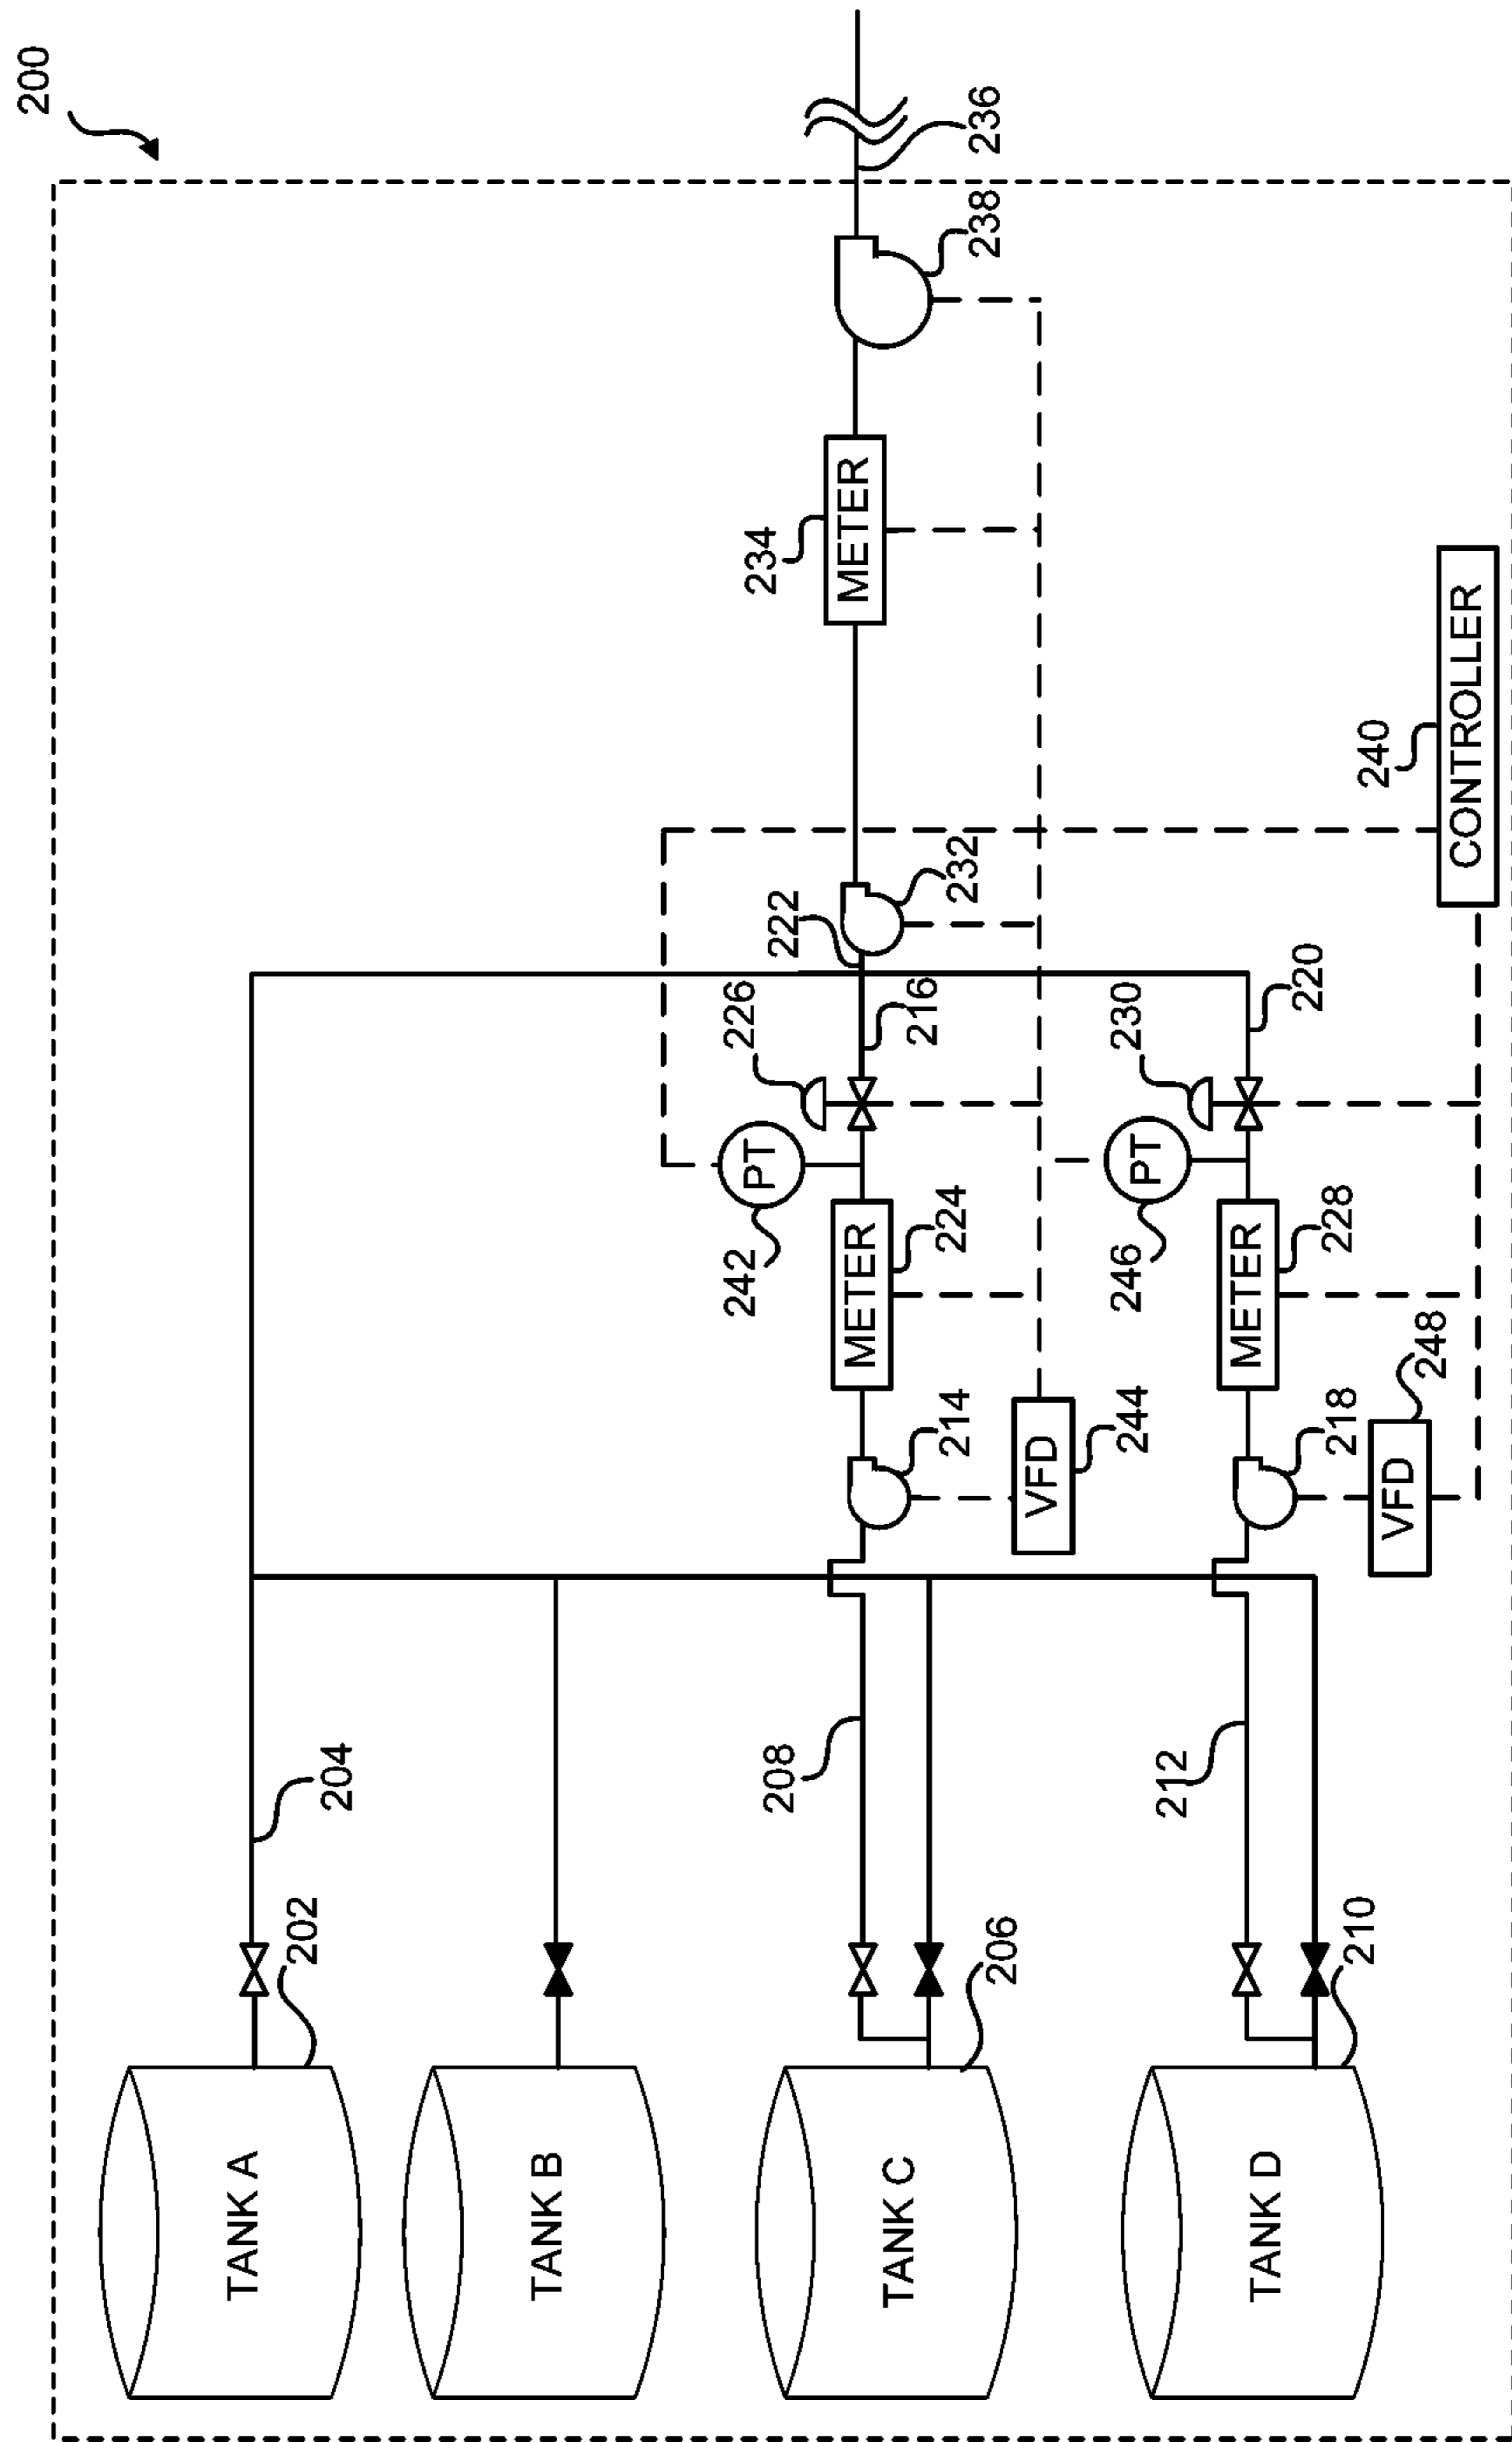 200
TANK A
202
204
TANK B
TANK C
206
208
214
METER
224
242
PT
226
216
222
232
VFD
244
234
METER
238
236
TANK D
210
212
218
VFD
248
METER
228
246
PT
230
220
240
CONTROLLER